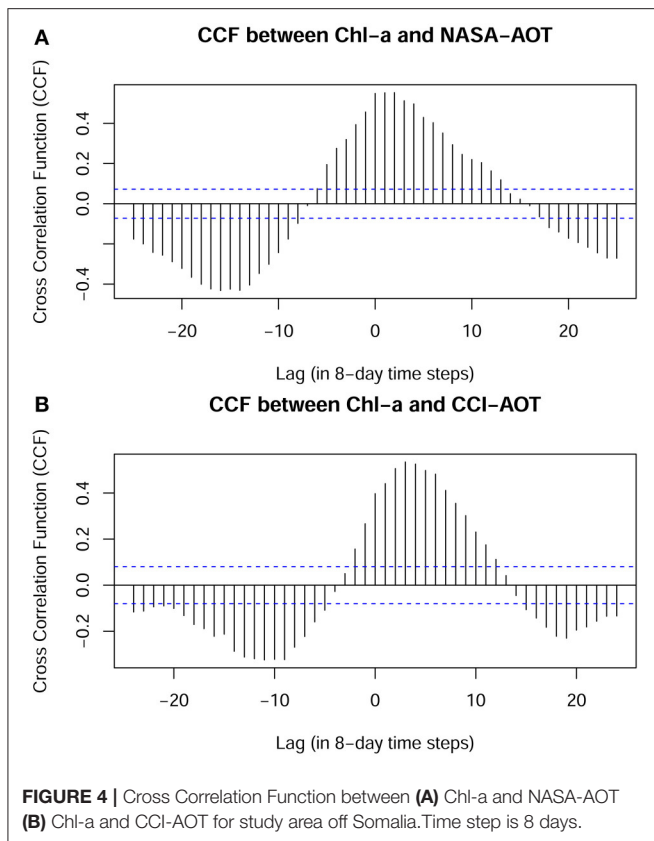 A
CCF between Chl-a and NASA-AOT
Cross Correlation Function (CCF)
0.4
0.2
0.0
-0.4
-20 -10 0 10 20
Lag (in 8-day time steps)
B
CCF between Chl-a and CCI-AOT
Cross Correlation Function (CCF)
0.4
0.2
0.0
-0.2
-20 -10 0 10 20
Lag (in 8-day time steps)
FIGURE 4 | Cross Correlation Function between (A) Chl-a and NASA-AOT
(B) Chl-a and CCI-AOT for study area off Somalia.Time step is 8 days.